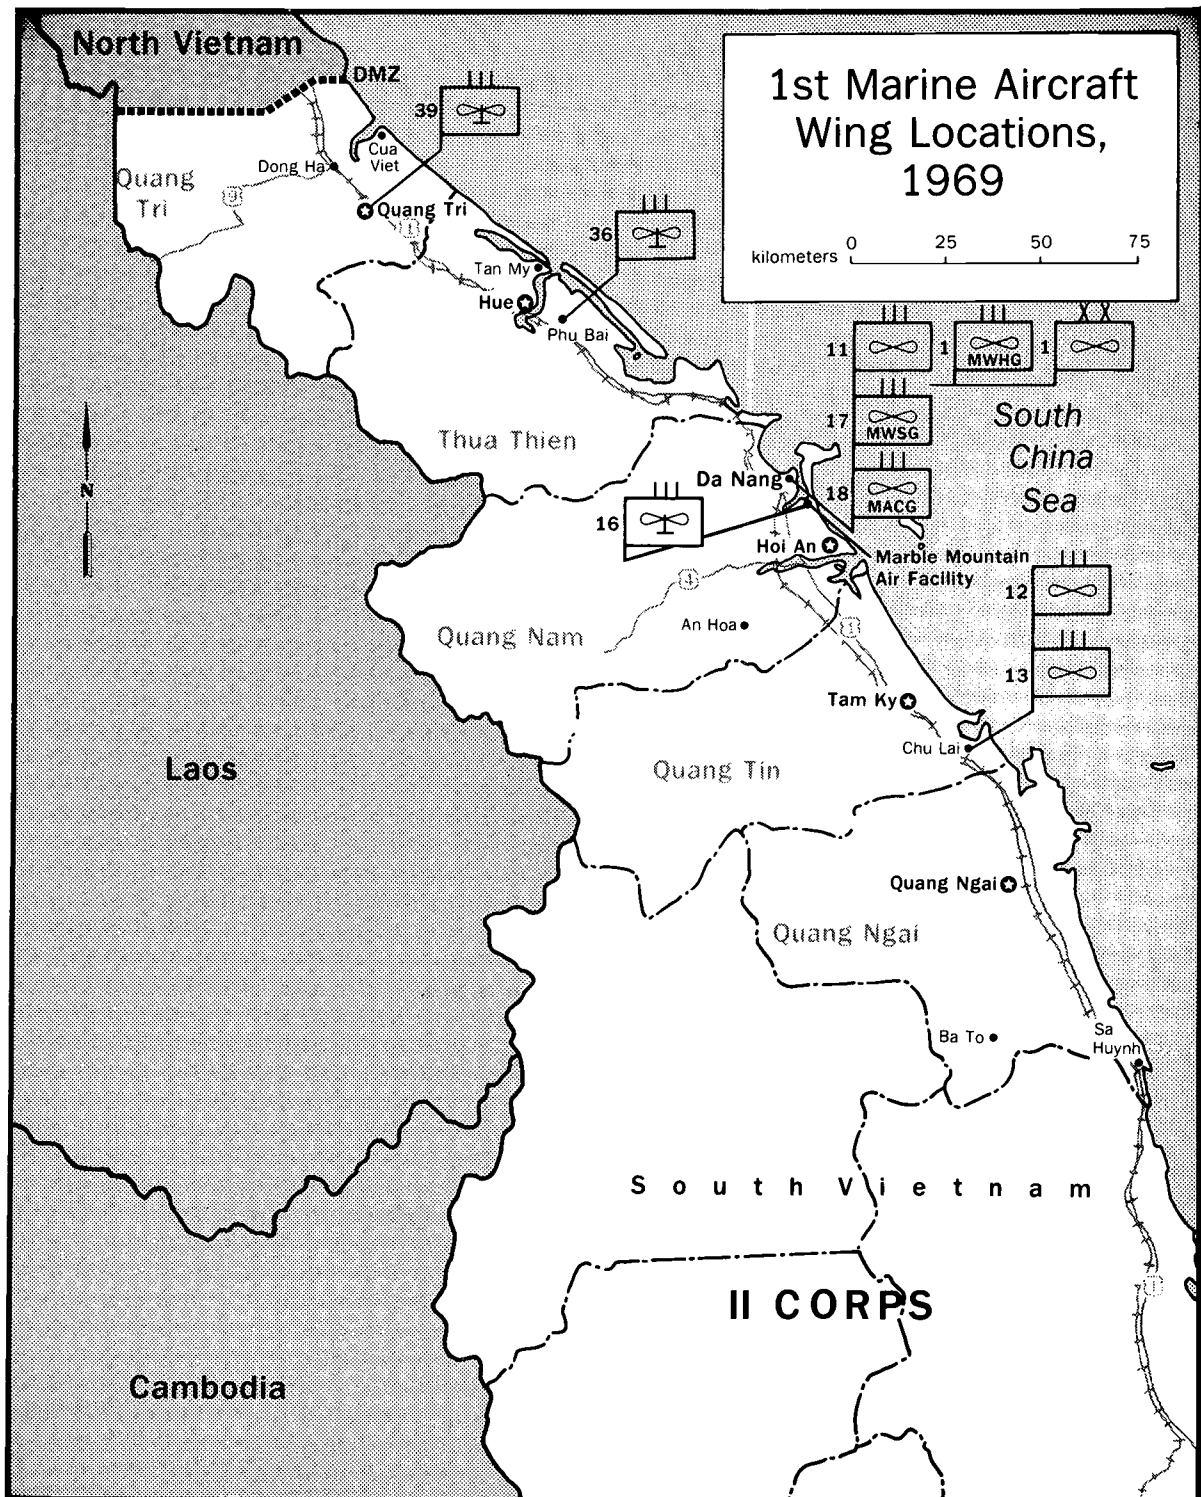 North Vietnam
DMZ
1st Marine Aircraft
Wing Locations,
1969
kilometers
0 25 50 75
39
Cua
Viet
Dong Ha
Quang
Tri
9
Quang Tri
1
36
Tan My
Hue
Phu Bai
11
1
MWHG
1
17
MWSG
18
MACG
South
China
Sea
Thua Thien
N
Da Nang
16
Hoi An
Marble Mountain
Air Facility
4
12
An Hoa
Quang Nam
1
13
Tam Ky
Chu Lai
Laos
Quang Tin
Quang Ngai
Quang Ngai
Ba To
Sa
Huynh
South Vietnam
1
II CORPS
Cambodia